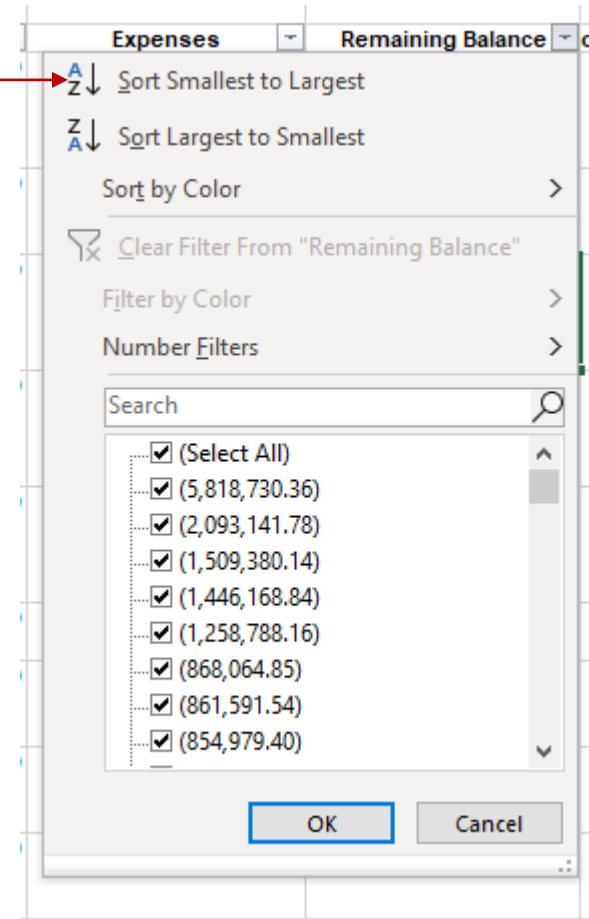 Expenses Remaining Balance
Sort Smallest to Largest
Sort Largest to Smallest
Sort by Color
Clear Filter From "Remaining Balance"
Filter by Color
Number Filters
Search
(Select All)
(5,818,730.36)
(2,093,141.78)
(1,509,380.14)
(1,446,168.84)
(1,258,788.16)
(868,064.85)
(861,591.54)
(854,979.40)
OK Cancel